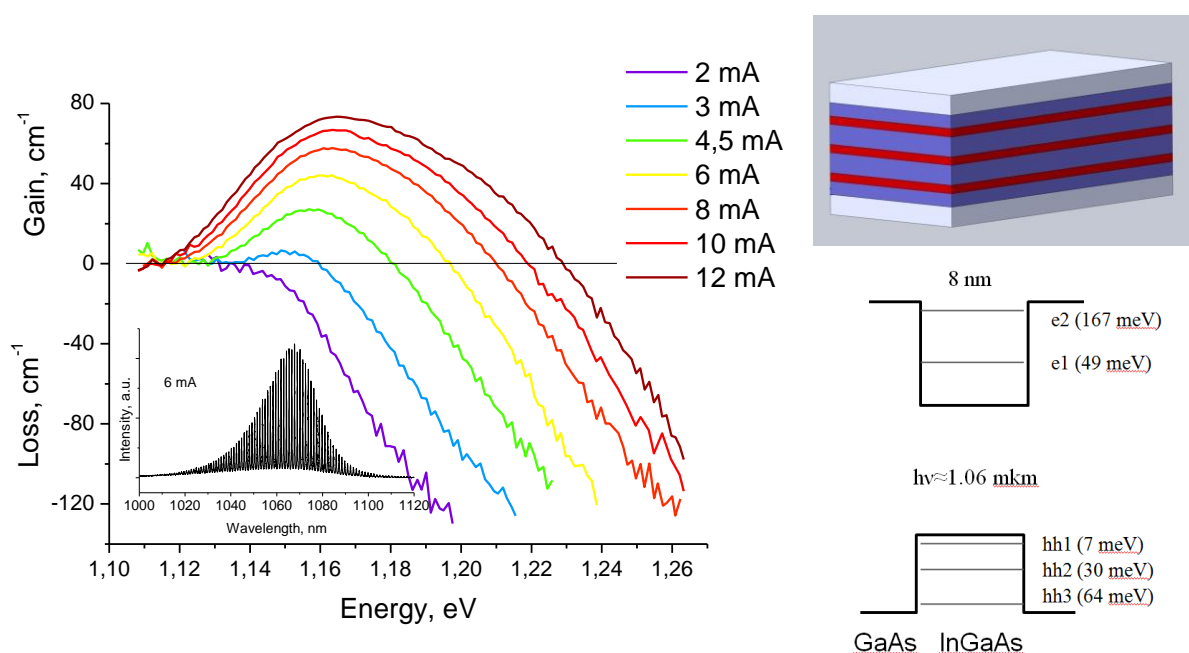 2 mA
3 mA
4,5 mA
6 mA
8 mA
10 mA
12 mA
Gain, cm-1
Loss, cm-1
80
40
0
-40
-80
-120
1,10 1,12 1,14 1,16 1,18 1,20 1,22 1,24 1,26
Energy, eV
6 mA
Intensity, a.u.
1000 1020 1040 1060 1080 1100 1120
Wavelength, nm
8 nm
e2 (167 meV)
e1 (49 meV)
hν≈1.06 mkm
hh1 (7 meV)
hh2 (30 meV)
hh3 (64 meV)
GaAs InGaAs